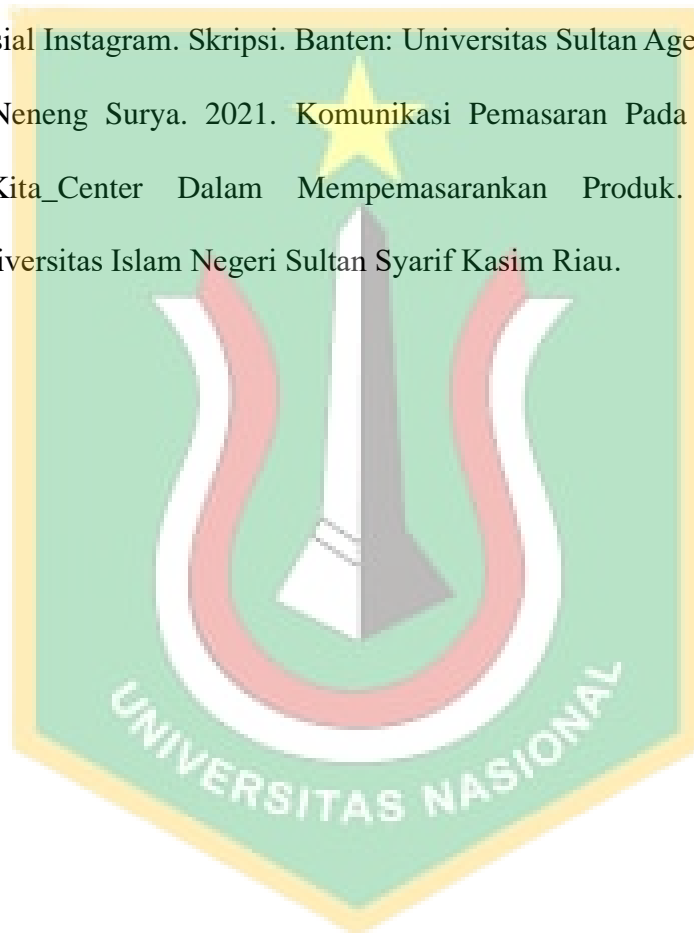 sial Instagram. Skripsi. Banten: Universitas Sultan Age
Neneng Surya. 2021. Komunikasi Pemasaran Pada
Kita_Center Dalam Mempemasarankan Produk.
iversitas Islam Negeri Sultan Syarif Kasim Riau.
UNIVERSITAS NASIONAL